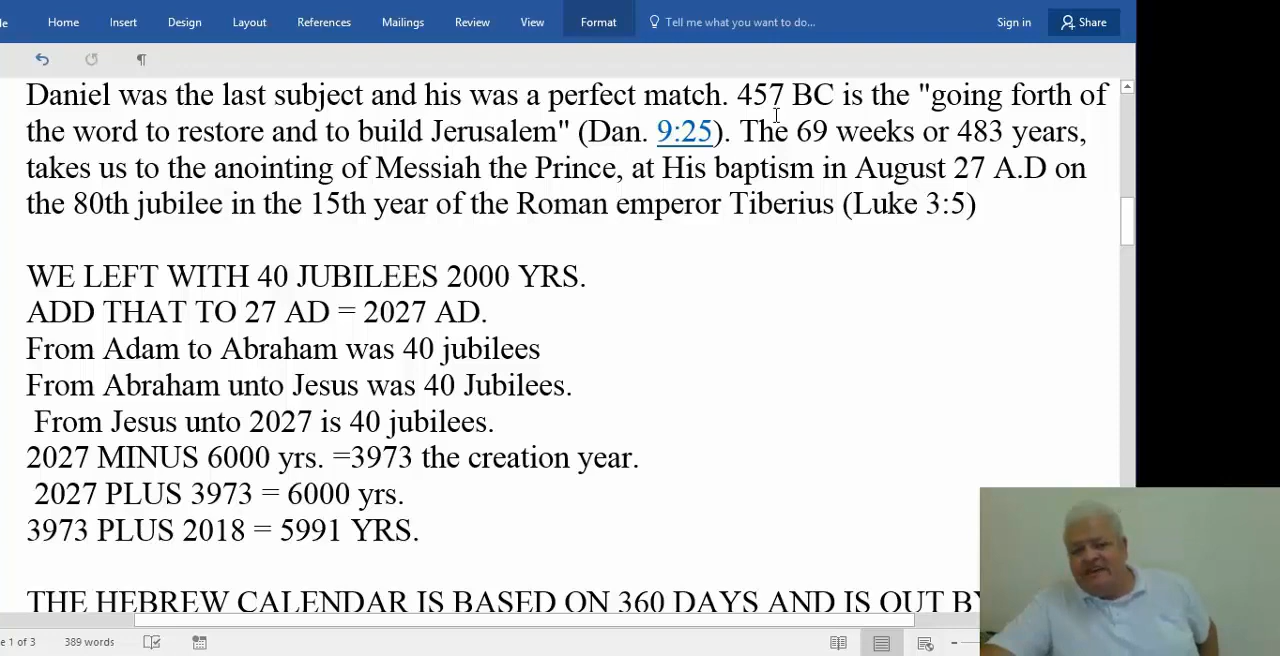 Home Insert Design Layout References Mailings Review View Format Tell me what you want to do... Sign in Share
Daniel was the last subject and his was a perfect match. 457 BC is the "going forth of
the word to restore and to build Jerusalem" (Dan. 9:25). The 69 weeks or 483 years,
takes us to the anointing of Messiah the Prince, at His baptism in August 27 A.D on
the 80th jubilee in the 15th year of the Roman emperor Tiberius (Luke 3:5)
WE LEFT WITH 40 JUBILEES 2000 YRS.
ADD THAT TO 27 AD = 2027 AD.
From Adam to Abraham was 40 jubilees
From Abraham unto Jesus was 40 Jubilees.
From Jesus unto 2027 is 40 jubilees.
2027 MINUS 6000 yrs. =3973 the creation year.
2027 PLUS 3973 = 6000 yrs.
3973 PLUS 2018 = 5991 YRS.
THE HEBREW CALENDAR IS BASED ON 360 DAYS AND IS OUT BY
1 of 3 389 words